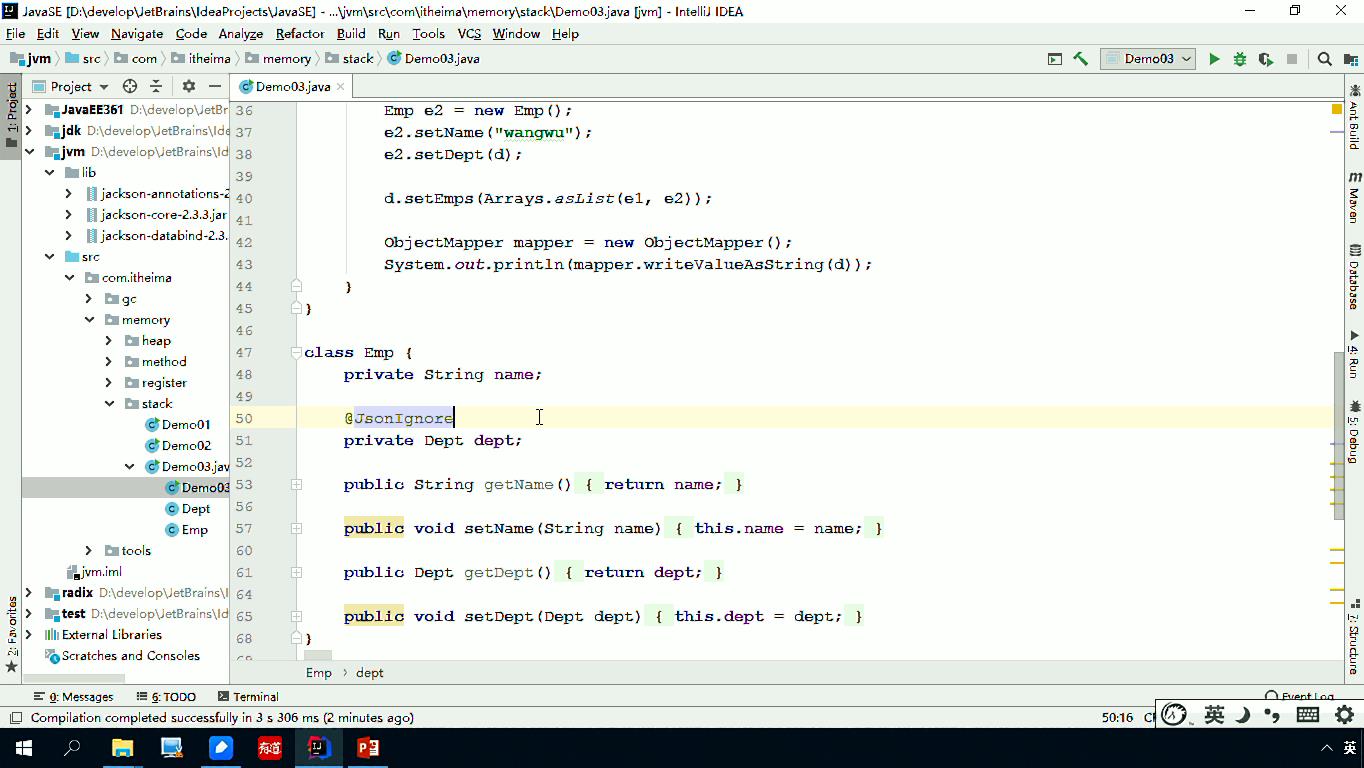 JavaSE [D:\develop\JetBrains\IdeaProjects\JavaSE] - ...\jvm\src\com\itheima\memory\stack\Demo03.java [jvm] - IntelliJ IDEA
File Edit View Navigate Code Analyze Refactor Build Run Tools VCS Window Help
jvm src com itheima memory stack Demo03.java
Demo03
1: Project
Project
Demo03.java
JavaEE361 D:\develop\JetBr
jdk D:\develop\JetBrains\Ide
jvm D:\develop\JetBrains\Id
lib
jackson-annotations-2
jackson-core-2.3.3.jar
jackson-databind-2.3.
src
com.itheima
gc
memory
heap
method
register
stack
Demo01
Demo02
Demo03.jav
Demo03
Dept
Emp
tools
jvm.iml
radix D:\develop\JetBrains\I
test D:\develop\JetBrains\Id
External Libraries
Scratches and Consoles
2: Favorites
36 Emp e2 = new Emp();
37 e2.setName("wangwu");
38 e2.setDept(d);
39
40 d.setEmps(Arrays.asList(e1, e2));
41
42 ObjectMapper mapper = new ObjectMapper();
43 System.out.println(mapper.writeValueAsString(d));
44 }
45 }
46
47 class Emp {
48 private String name;
49
50 @JsonIgnore
51 private Dept dept;
52
53 public String getName() { return name; }
56
57 public void setName(String name) { this.name = name; }
60
61 public Dept getDept() { return dept; }
64
65 public void setDept(Dept dept) { this.dept = dept; }
68 }
Emp dept
Ant Build
Maven
Database
4: Run
5: Debug
7: Structure
0: Messages 6: TODO Terminal
Event Log
Compilation completed successfully in 3 s 306 ms (2 minutes ago)
50:16
英
有道
英